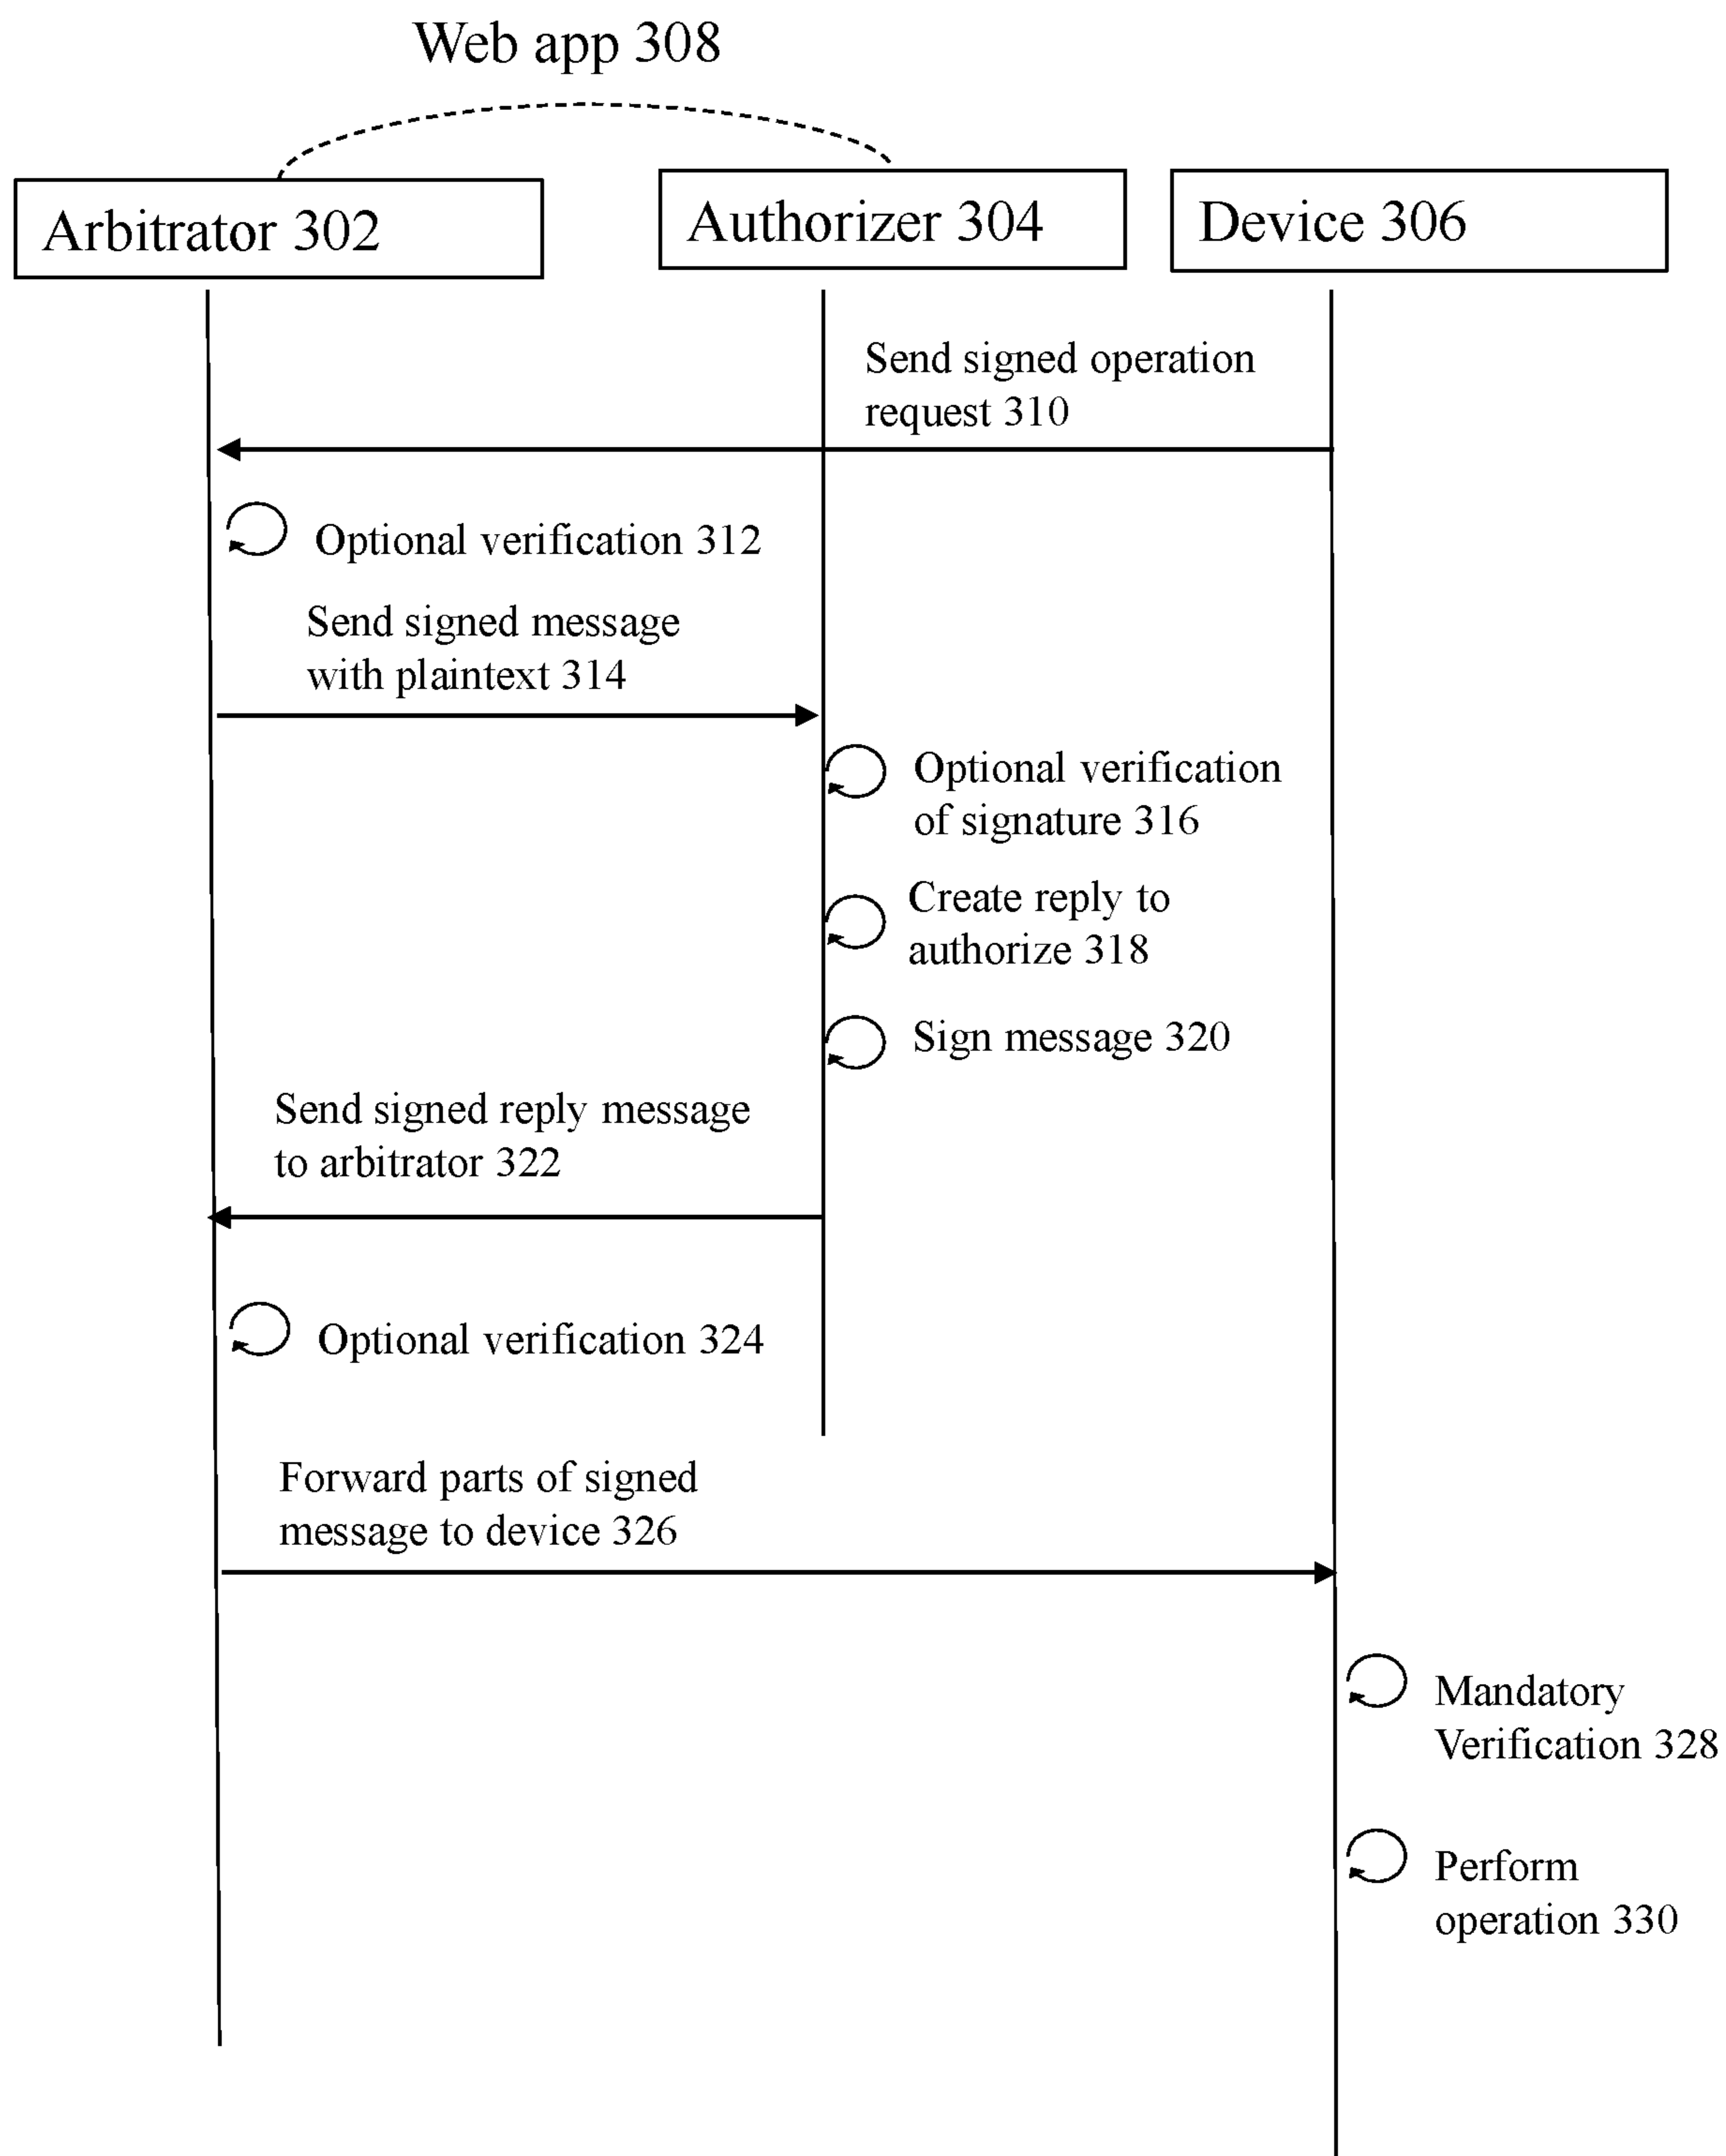 Web app 308
Arbitrator 302
Authorizer 304
Device 306
Send signed operation
request 310
Optional verification 312
Send signed message
with plaintext 314
Optional verification
of signature 316
Create reply to
authorize 318
Sign message 320
Send signed reply message
to arbitrator 322
Optional verification 324
Forward parts of signed
message to device 326
Mandatory
Verification 328
Perform
operation 330